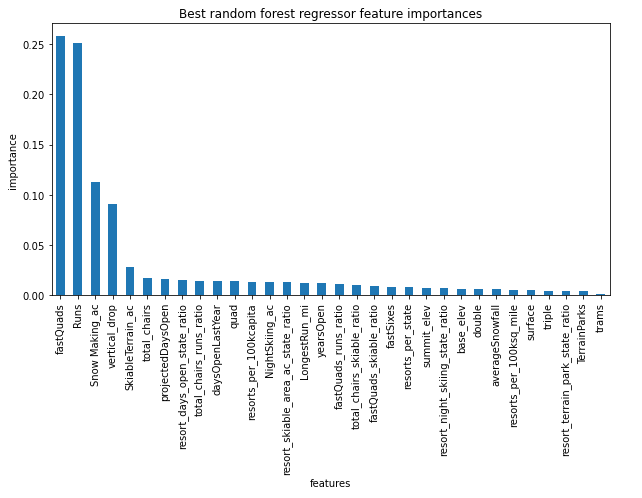 Best random forest regressor feature importances
0.25
0.20
0.15
0.10
0.05
0.00
importance
fastQuads
Runs
Snow Making_ac
vertical_drop
SkiableTerrain_ac
total_chairs
projectedDaysOpen
resort_days_open_state_ratio
total_chairs_runs_ratio
daysOpenLastYear
quad
resorts_per_100kcapita
NightSkiing_ac
resort_skiable_area_ac_state_ratio
LongestRun_mi
yearsOpen
fastQuads_runs_ratio
total_chairs_skiable_ratio
fastQuads_skiable_ratio
fastSixes
resorts_per_state
summit_elev
resort_night_skiing_state_ratio
base_elev
double
averageSnowfall
resorts_per_100ksq_mile
surface
triple
resort_terrain_park_state_ratio
TerrainParks
trams
features